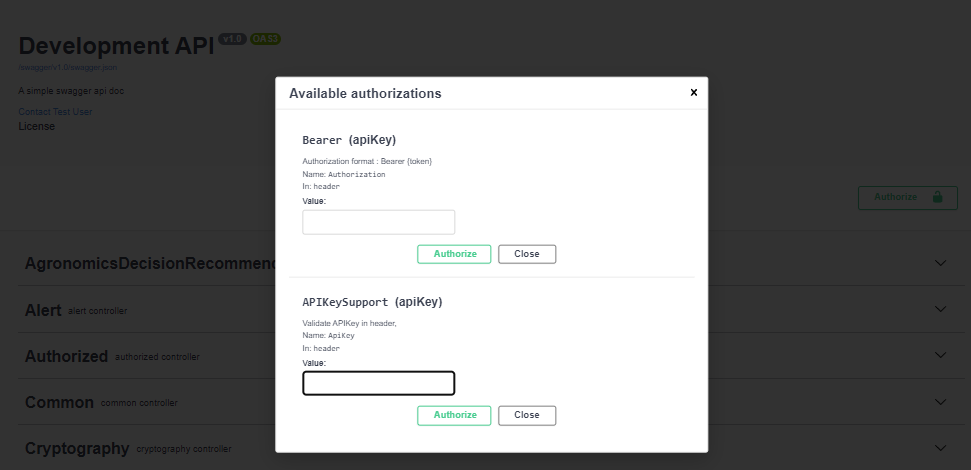 Development API v1.0 OAS3
/swagger/v1.0/swagger.json
A simple swagger api doc
Contact Test User
License
Authorize
Available authorizations
x
Bearer (apiKey)
Authorization format : Bearer {token}
Name: Authorization
In: header
Value:
Authorize
Close
APIKeySupport (apiKey)
Validate APIKey in header,
Name: ApiKey
In: header
Value:
Authorize
Close
AgronomicsDecisionRecommend
Alert alert controller
Authorized authorized controller
Common common controller
Cryptography cryptography controller